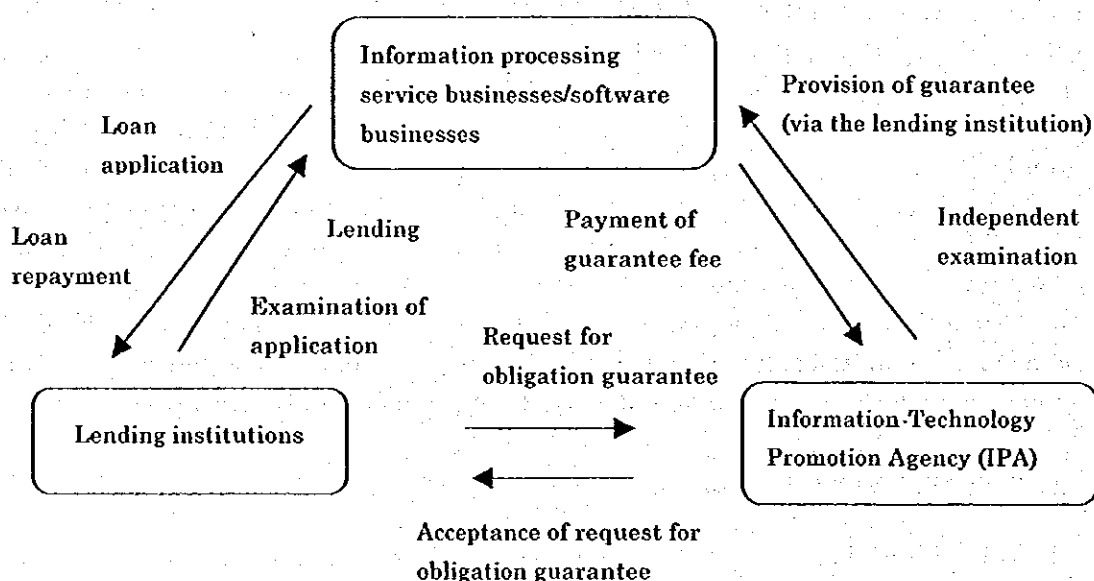 Information processing
service businesses/software
businesses
Provision of guarantee
(via the lending institution)
Loan
application
Loan
repayment
Lending
Examination of
application
Payment of
guarantee fee
Independent
examination
Request for
obligation guarantee
Lending institutions
Information-Technology
Promotion Agency (IPA)
Acceptance of request for
obligation guarantee